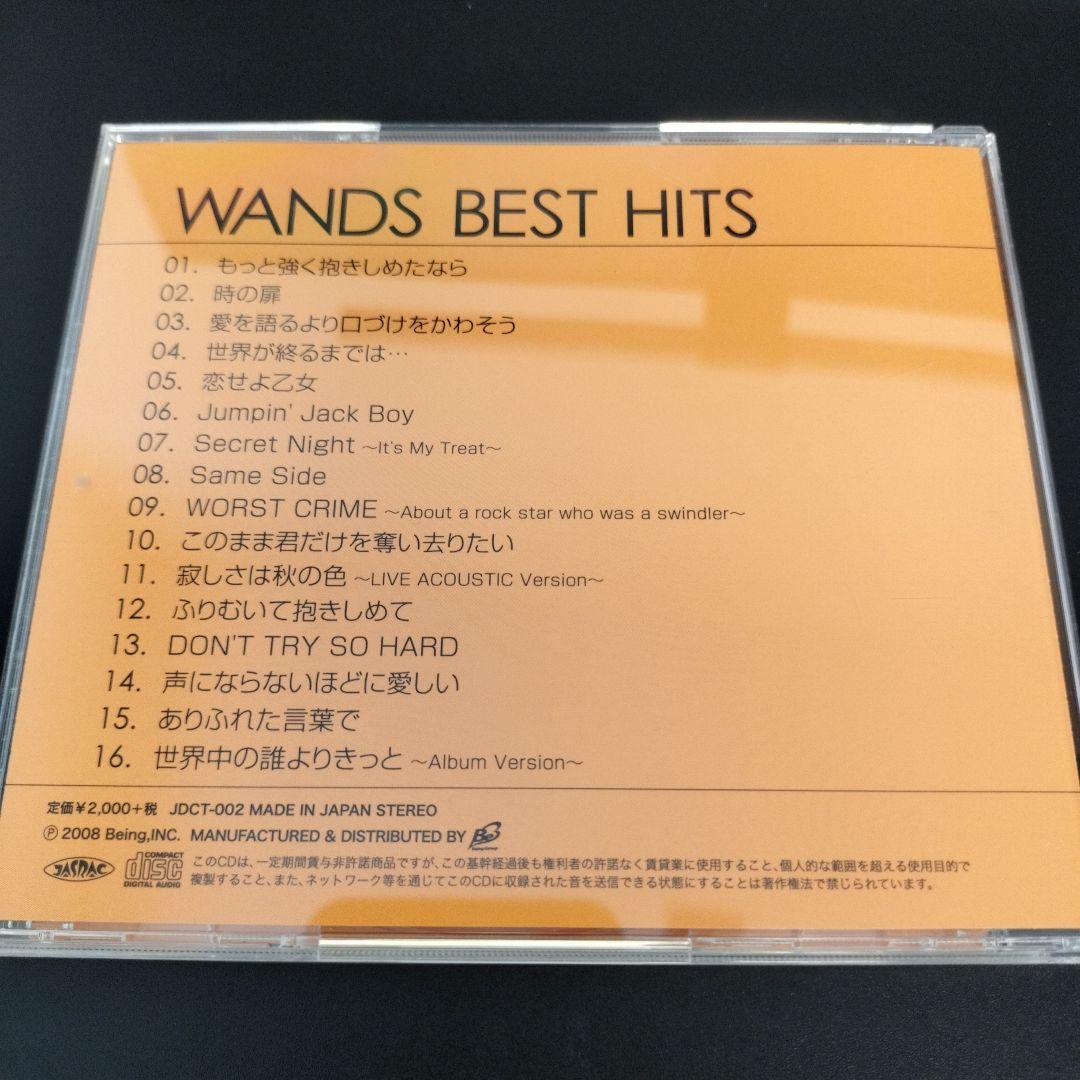 WANDS BEST HITS
01. もっと強く抱きしめたなら
02. 時の扉
03. 愛を語るより口づけをかわそう
04. 世界が終るまでは…
05. 恋せよ乙女
06. Jumpin' Jack Boy
07. Secret Night ～It's My Treat～
08. Same Side
09. WORST CRIME ～About a rock star who was a swindler～
10. このまま君だけを奪い去りたい
11. 寂しさは秋の色 ～LIVE ACOUSTIC Version～
12. ふりむいて抱きしめて
13. DON'T TRY SO HARD
14. 声にならないほどに愛しい
15. ありふれた言葉で
16. 世界中の誰よりきっと ～Album Version～
定価¥2,000+税 JDCT-002 MADE IN JAPAN STEREO
Ⓟ 2008 Being,INC. MANUFACTURED & DISTRIBUTED BY Be
Being Group
JASRAC
COMPACT
disc
DIGITAL AUDIO
このCDは、一定期間賃与非許諾商品ですが、この基幹経過後も権利者の許諾なく賃貸業に使用すること、個人的な範囲を超える使用目的で
複製すること、また、ネットワーク等を通じてこのCDに収録された音を送信できる状態にすることは著作権法で禁じられています。